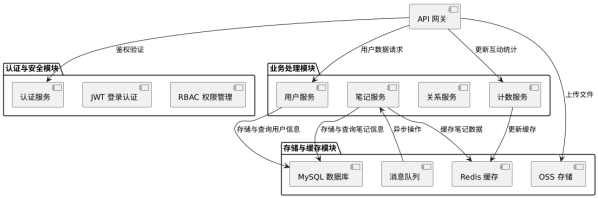 API 网关
鉴权验证
用户数据请求
更新互动统计
认证与安全模块
业务处理模块
认证服务
JWT 登录认证
RBAC 权限管理
用户服务
笔记服务
关系服务
计数服务
上传文件
存储与查询用户信息
存储与查询笔记信息
异步操作
缓存笔记数据
更新缓存
存储与缓存模块
MySQL 数据库
消息队列
Redis 缓存
OSS 存储